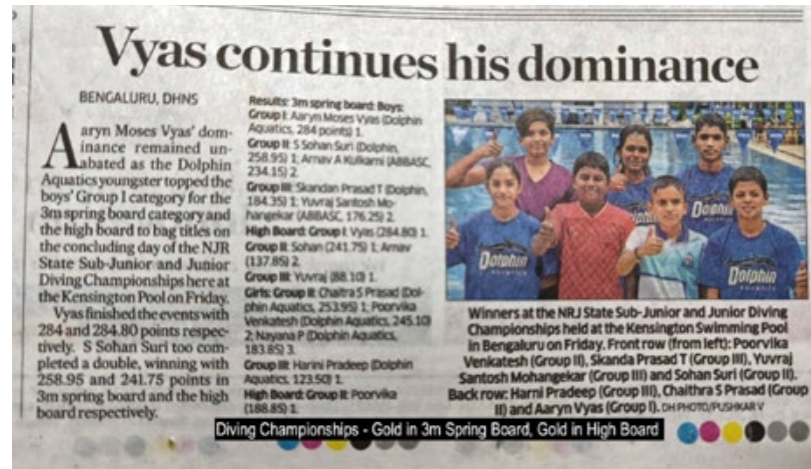 Vyas continues his dominance
BENGALURU, DHNS
Aaryn Moses Vyas' dom-
inance remained un-
abated as the Dolphin
Aquatics youngster topped the
boys' Group I category for the
3m spring board category and
the high board to bag titles on
the concluding day of the NJR
State Sub-Junior and Junior
Diving Championships here at
the Kensington Pool on Friday.
Vyas finished the events with
284 and 284.80 points respec-
tively. S Sohan Suri too com-
pleted a double, winning with
258.95 and 241.75 points in
3m spring board and the high
board respectively.
Results: 3m spring board: Boys:
Group I: Aaryn Moses Vyas (Dolphin
Aquatics, 284 points) 1.
Group II: S Sohan Suri (Dolphin,
258.95) 1; Arnav A Kulkarni (ABBASC,
234.15) 2.
Group III: Skandan Prasad T (Dolphin,
184.35) 1; Yuvraj Santosh Mo-
hangekar (ABBASC, 176.25) 2.
High Board: Group I: Vyas (284.80) 1.
Group II: Sohan (241.75) 1; Arnav
(137.85) 2.
Group III: Yuvraj (88.10) 1.
Girls: Group II: Chaitra S Prasad (Dol-
phin Aquatics, 253.95) 1; Poorvika
Venkatesh (Dolphin Aquatics, 245.10)
2; Nayana P (Dolphin Aquatics,
183.85) 3.
Group III: Harini Pradeep (Dolphin
Aquatics, 123.50) 1.
High Board: Group II: Poorvika
(188.85) 1.
Dolphin
Dolphin
AQUATICS
Dolphin
AQUATICS
Winners at the NRJ State Sub-Junior and Junior Diving
Championships held at the Kensington Swimming Pool
in Bengaluru on Friday. Front row (from left): Poorvika
Venkatesh (Group II), Skanda Prasad T (Group III), Yuvraj
Santosh Mohangekar (Group III) and Sohan Suri (Group II).
Back row: Harni Pradeep (Group III), Chaithra S Prasad (Group
II) and Aaryn Vyas (Group I). DH PHOTO/PUSHKAR V
Diving Championships - Gold in 3m Spring Board, Gold in High Board